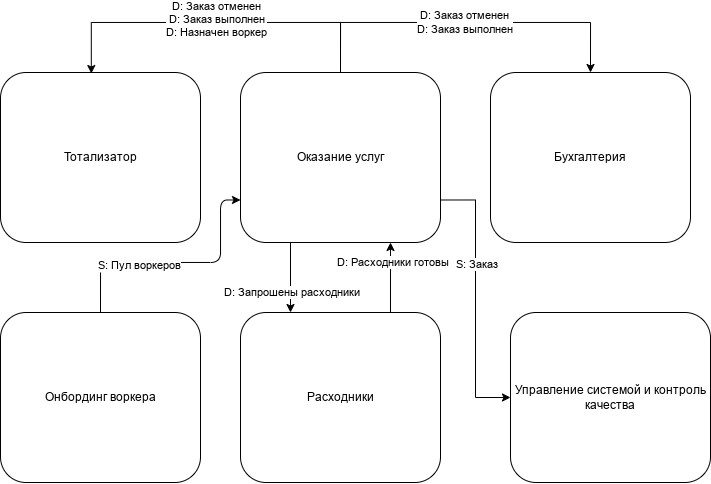 D: Заказ отменен
D: Заказ выполнен
D: Назначен воркер
D: Заказ отменен
D: Заказ выполнен
Тотализатор
Оказание услуг
Бухгалтерия
S: Пул воркеров
D: Расходники готовы
S: Заказ
D: Запрошены расходники
Онбординг воркера
Расходники
Управление системой и контроль
качества